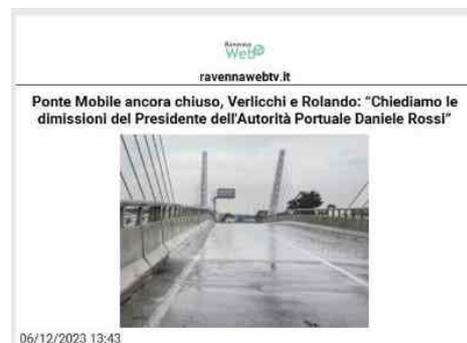 Ravenna
Web
ravennawebtv.it
Ponte Mobile ancora chiuso, Verlicchi e Rolando: “Chiediamo le
dimissioni del Presidente dell'Autorità Portuale Daniele Rossi”
06/12/2023 13:43